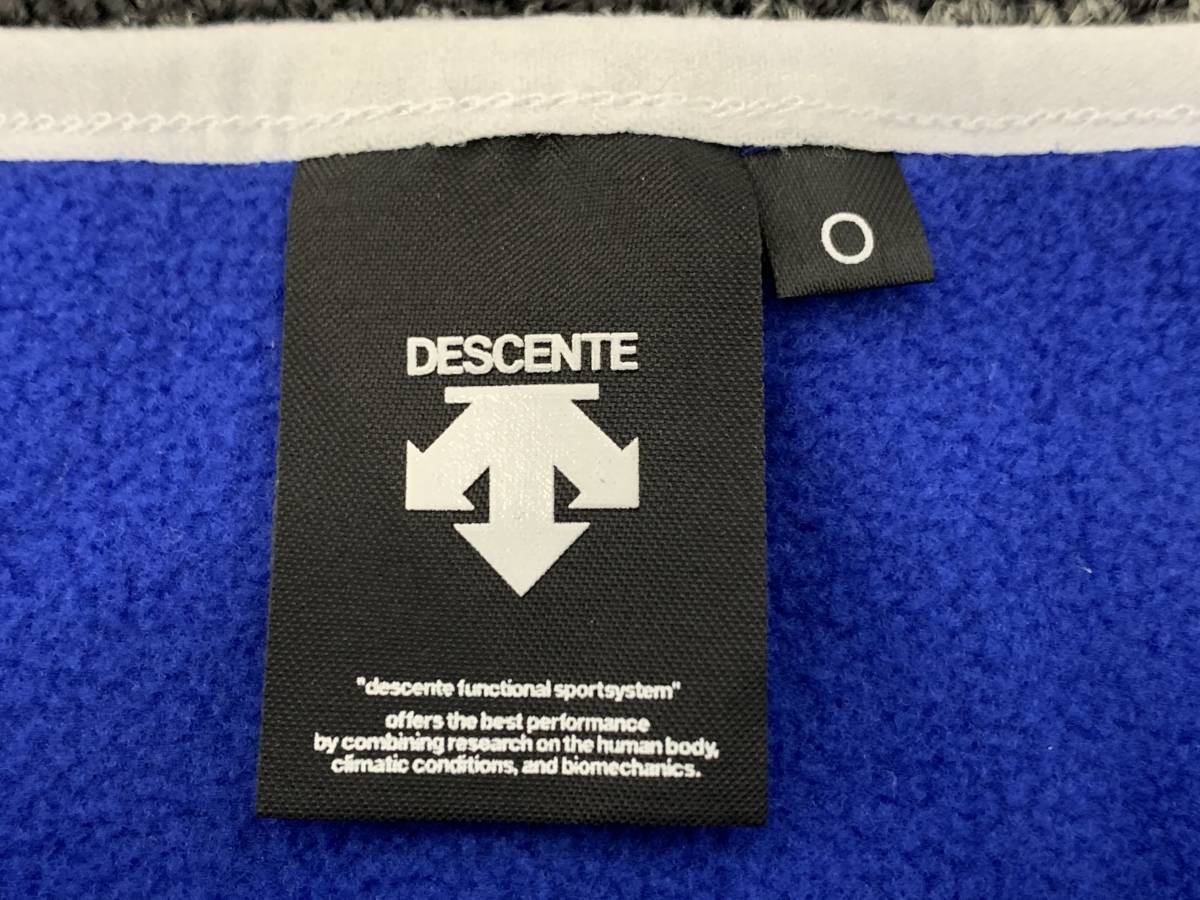 O
DESCENTE
"descente functional sportsystem"
offers the best performance
by combining research on the human body,
climatic conditions, and biomechanics.